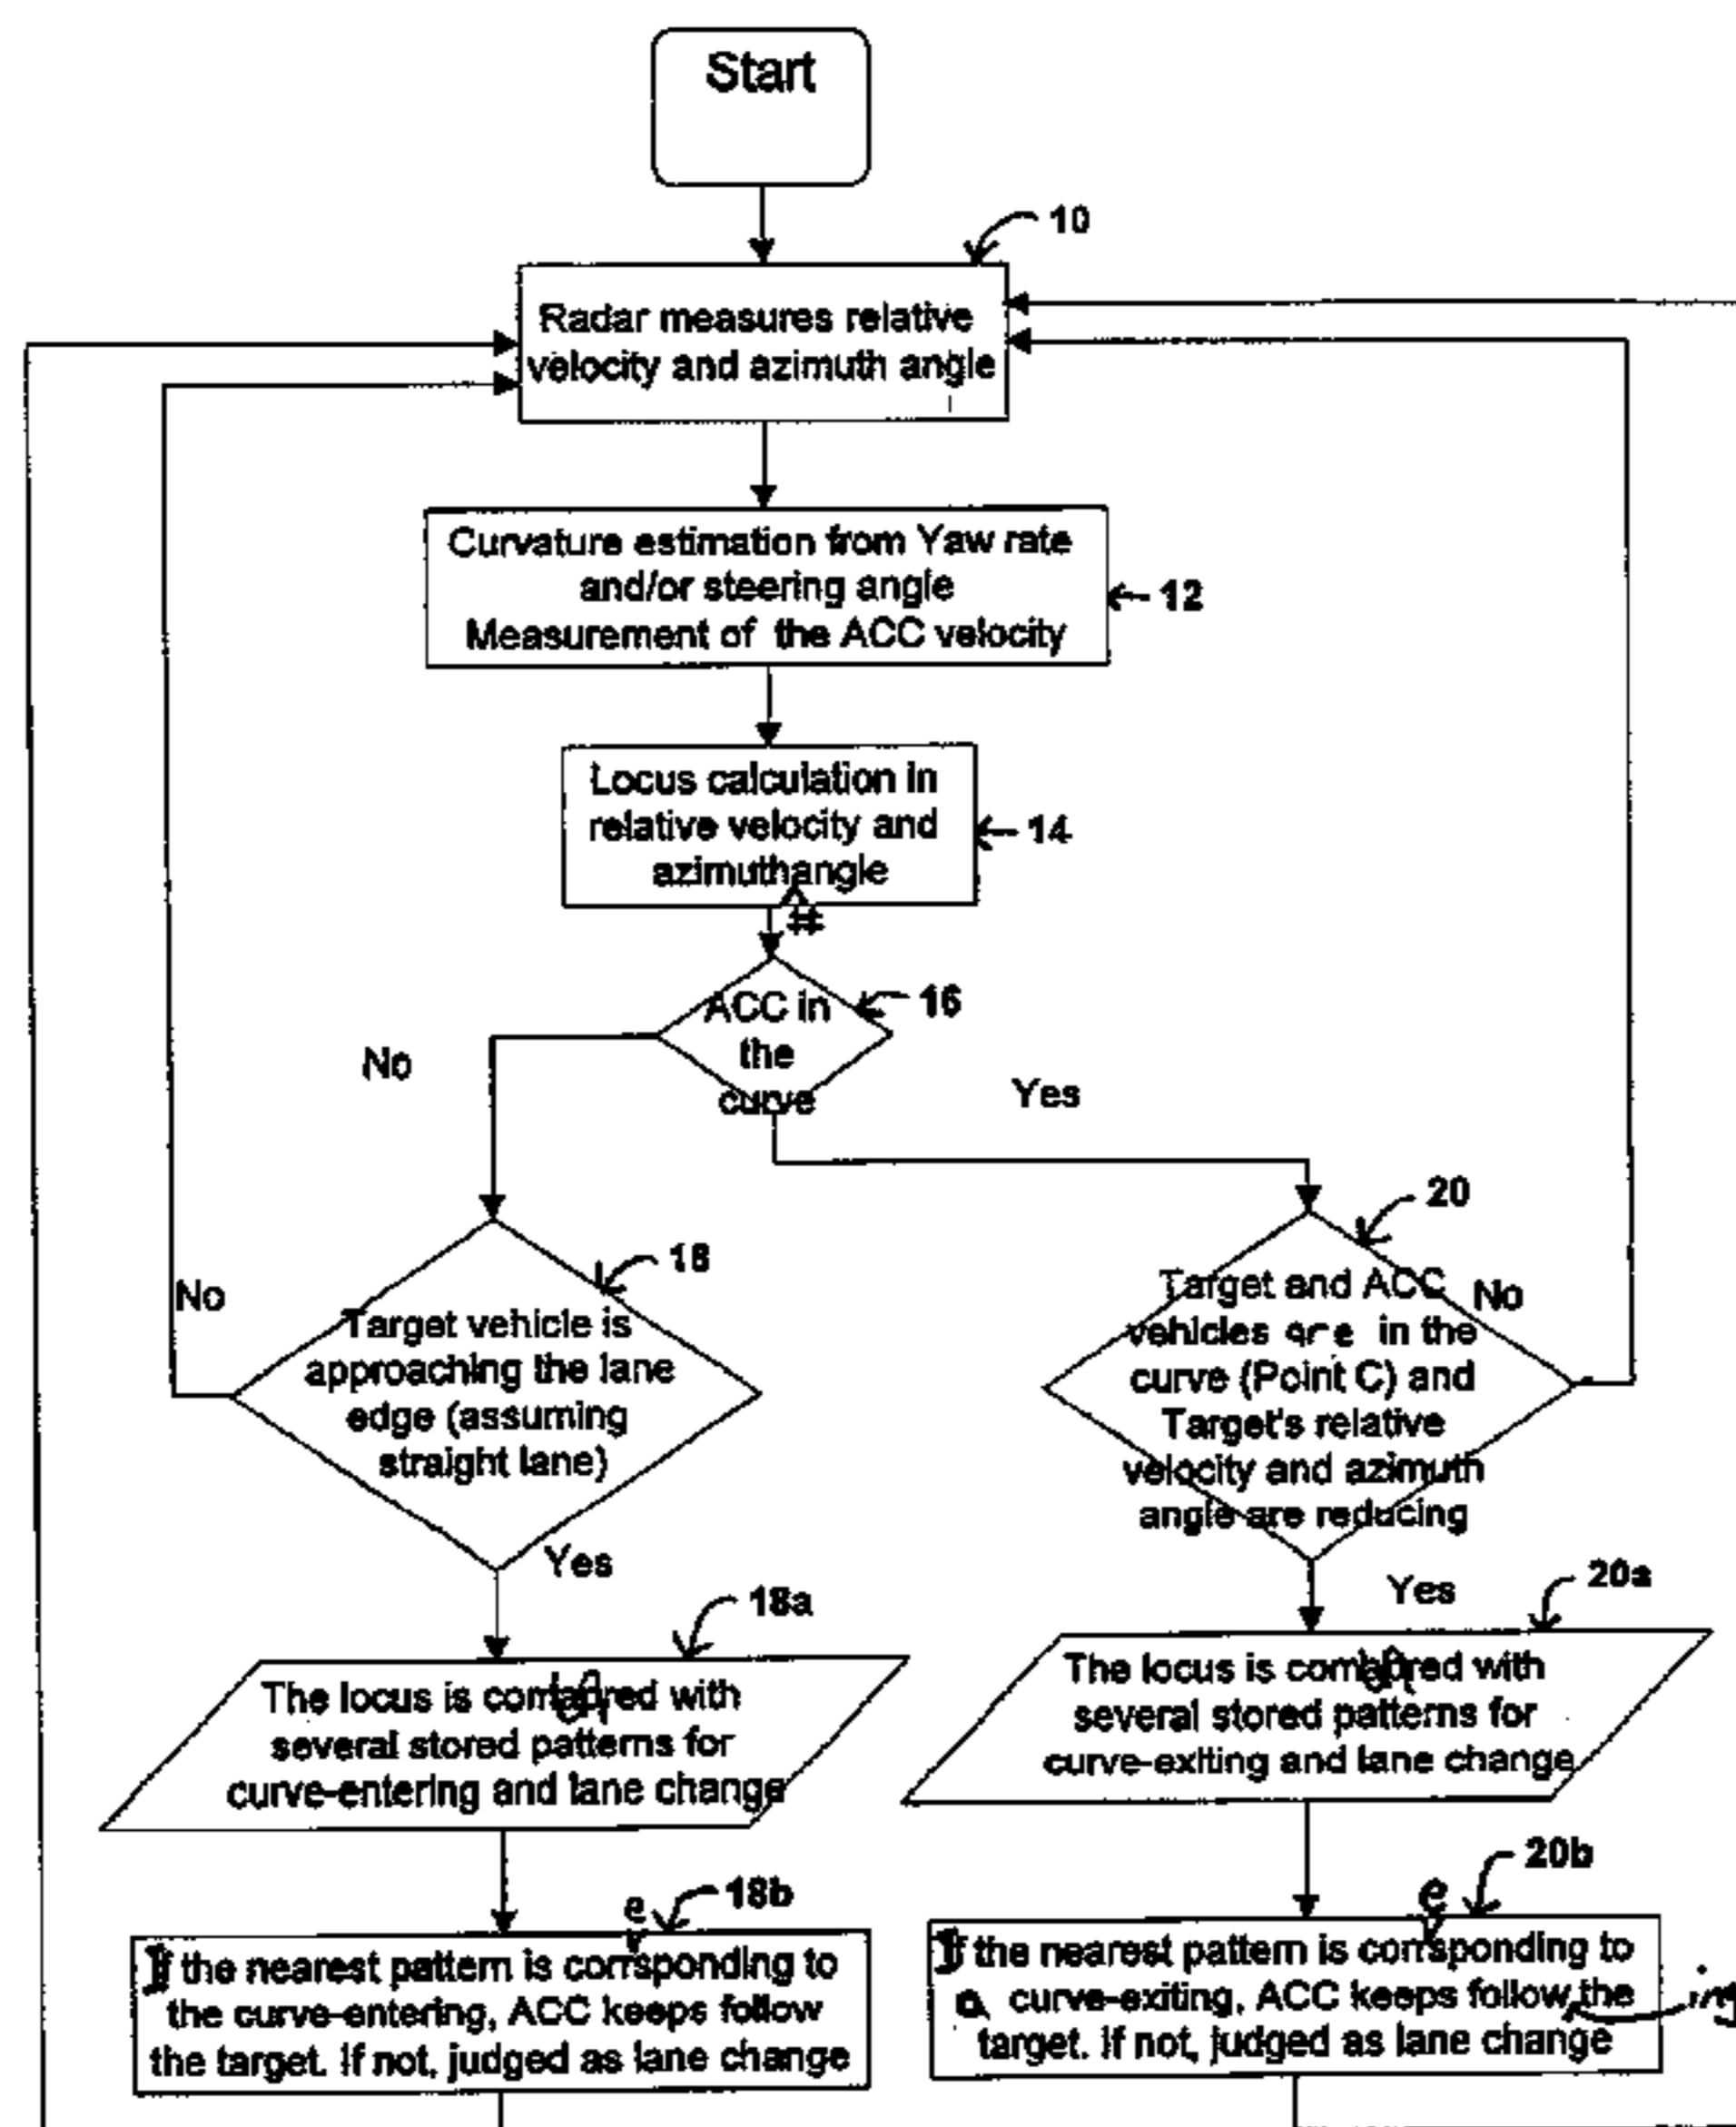 Start
10
Radar measures relative
velocity and azimuth angle
Curvature estimation from Yaw rate
and/or steering angle
Measurement of the ACC velocity
12
Locus calculation in
relative velocity and
azimuthangle
14
#
ACC in
the
curve
16
No
Yes
18
No
Target vehicle is
approaching the lane
edge (assuming
straight lane)
Yes
20
Target and ACC
vehicles are in the
curve (Point C) and
Target's relative
velocity and azimuth
angle are reducing
No
Yes
18a
The locus is with
several stored patterns for
curve-entering and lane change
20a
The locus is with
several stored patterns for
curve-exiting and lane change
18b
e
If the nearest pattern is corrsponding to
the curve-entering, ACC keeps follow
the target. If not, judged as lane change
20b
e
If the nearest pattern is corrsponding to
a curve-exiting, ACC keeps follow the
ing
target. If not, judged as lane change